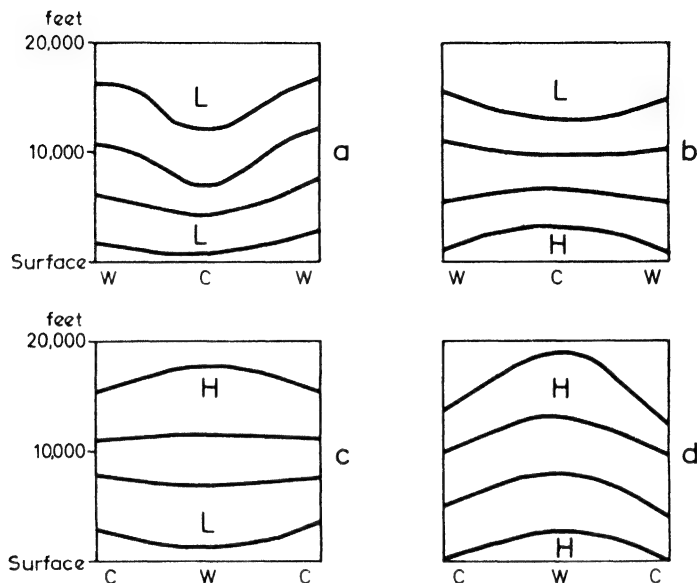 feet
20,000
10,000
Surface
L
L
W C W
a
L
H
W C W
b
feet
20,000
10,000
Surface
H
L
C W C
c
H
H
C W C
d